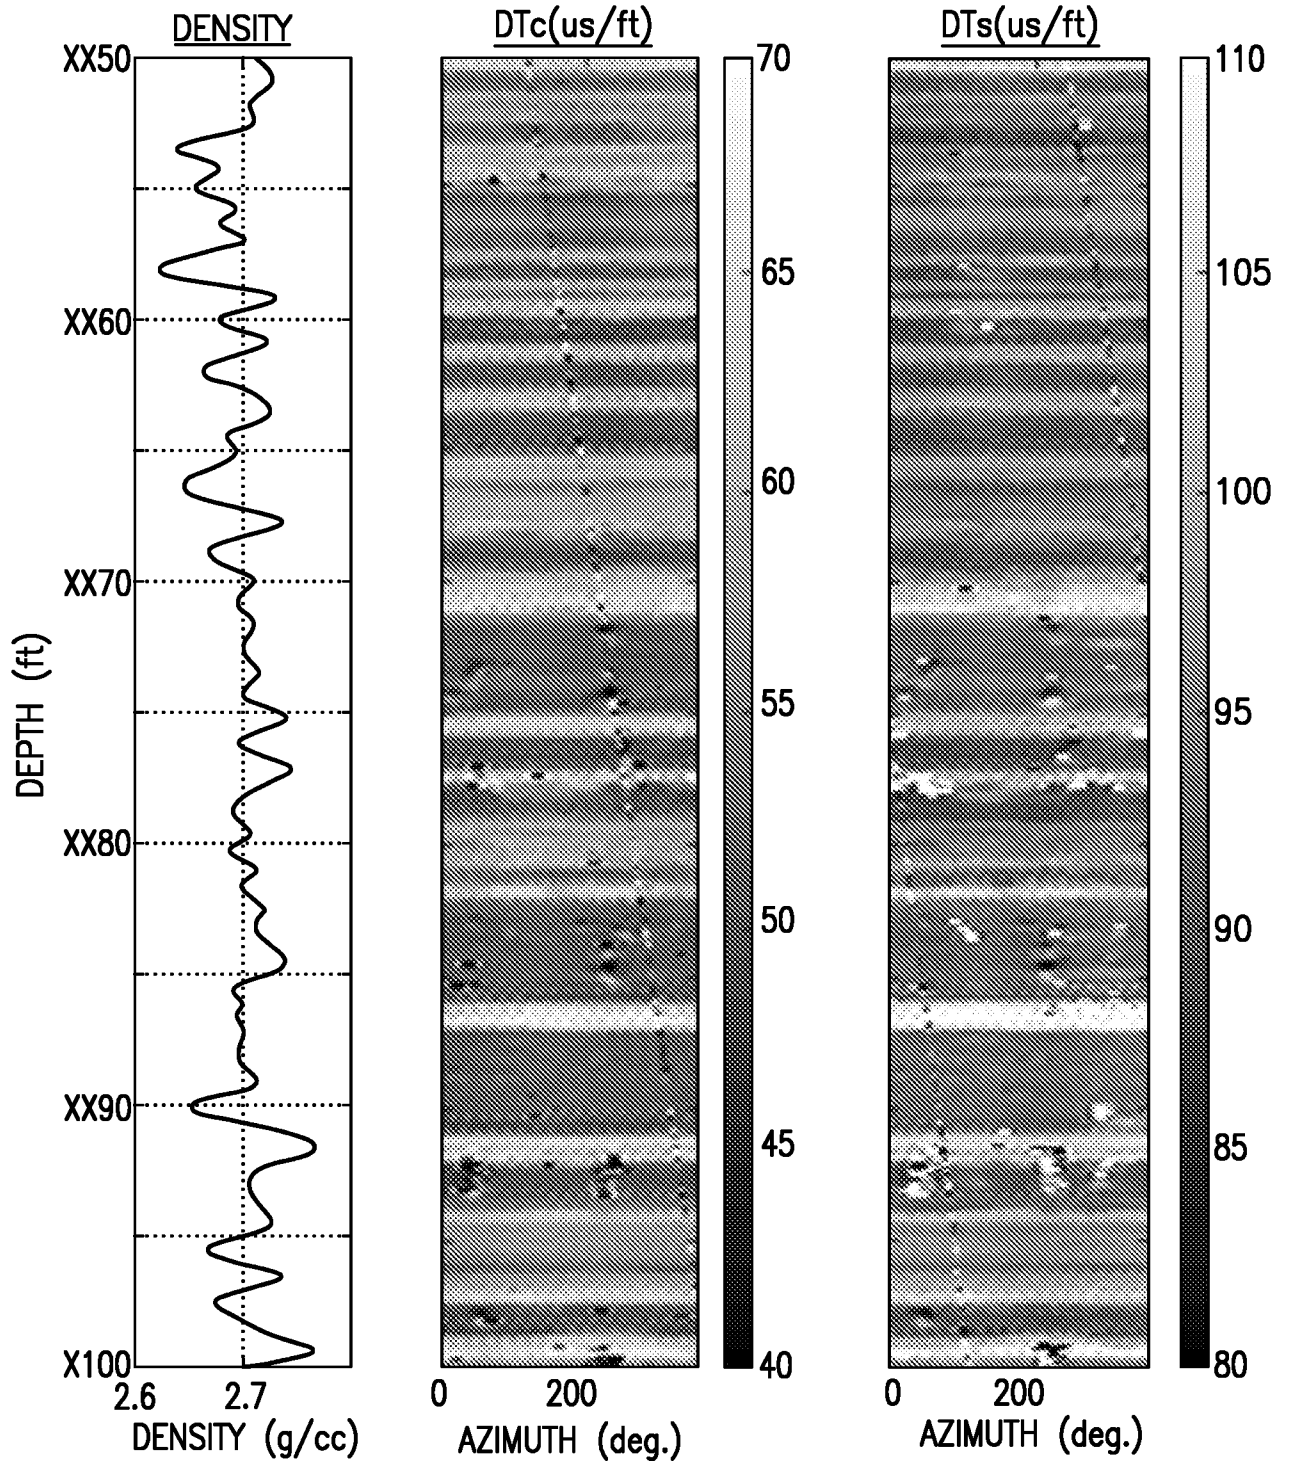 DENSITY
DTc(us/ft)
DTs(us/ft)
XX50
XX60
XX70
XX80
XX90
X100
DEPTH (ft)
2.6
2.7
DENSITY (g/cc)
70
65
60
55
50
45
40
0
200
AZIMUTH (deg.)
110
105
100
95
90
85
80
0
200
AZIMUTH (deg.)